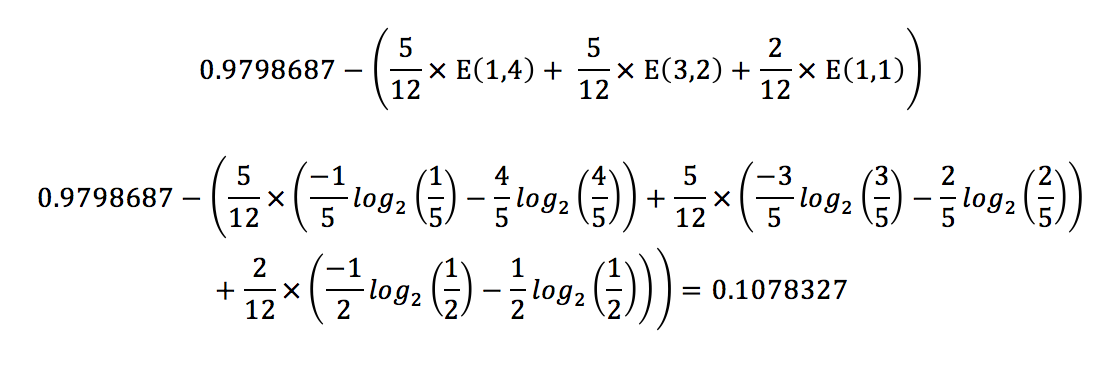 0.9798687 − (5/12 × E(1,4) + 5/12 × E(3,2) + 2/12 × E(1,1))
0.9798687 − (5/12 × (−1/5 log₂ (1/5) − 4/5 log₂ (4/5)) + 5/12 × (−3/5 log₂ (3/5) − 2/5 log₂ (2/5))
+ 2/12 × (−1/2 log₂ (1/2) − 1/2 log₂ (1/2))) = 0.1078327